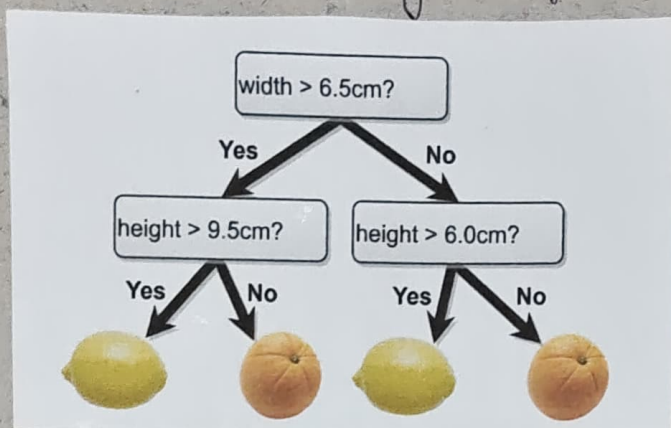 width > 6.5cm?
Yes
No
height > 9.5cm?
height > 6.0cm?
Yes
No
Yes
No